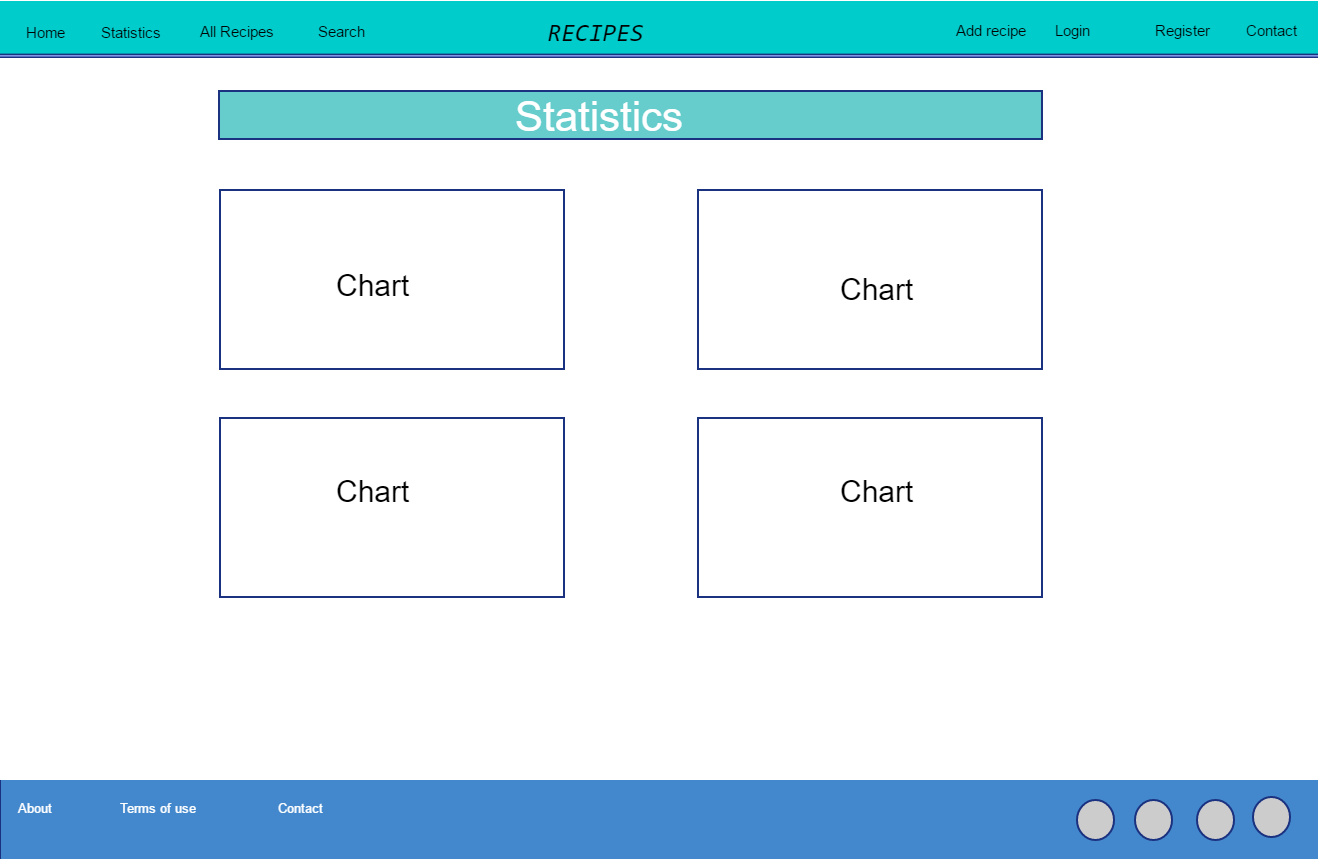 Home Statistics All Recipes Search RECIPES Add recipe Login Register Contact
Statistics
Chart Chart
Chart Chart
About Terms of use Contact